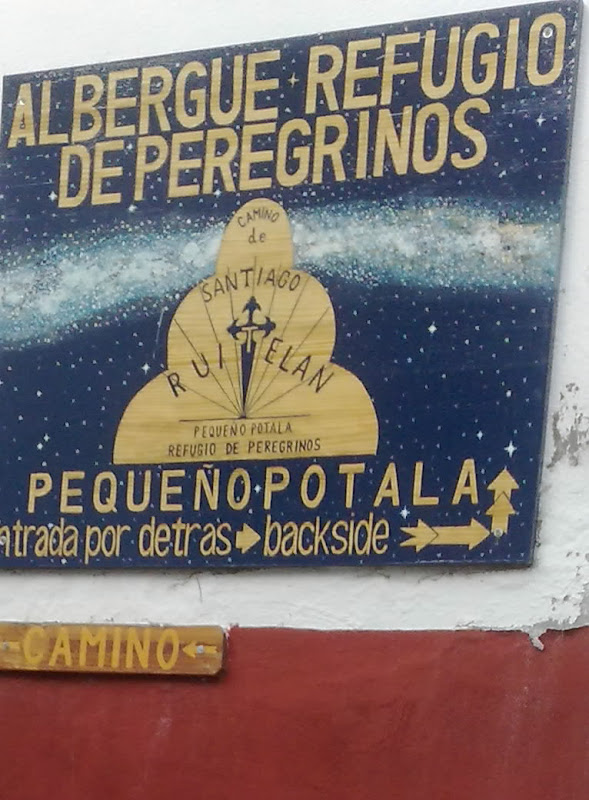 ALBERGUE REFUGIO
DE PEREGRINOS
CAMINO
de
SANTIAGO
RUITELAN
PEQUEÑO POTALA
REFUGIO DE PEREGRINOS
PEQUEÑO POTALA
ntrada por detras backside
CAMINO